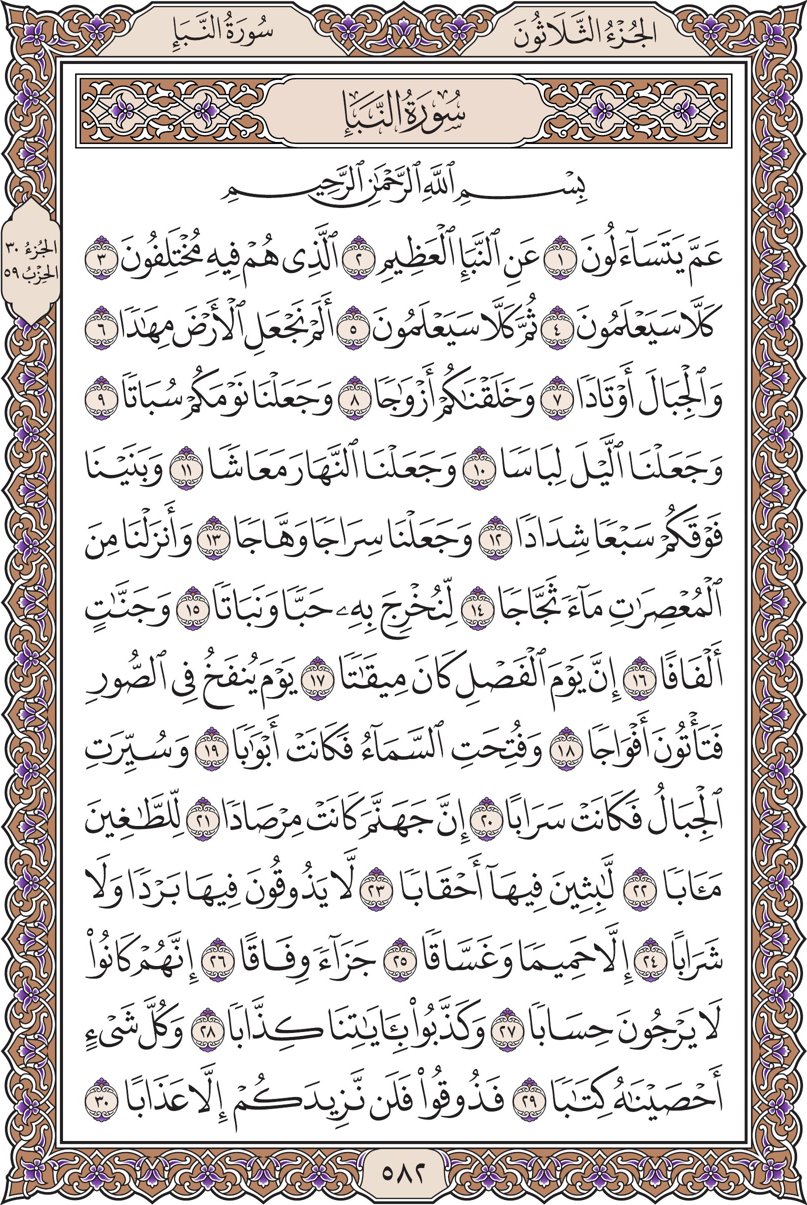 الجُزْءُ الثَّلَاثُونَ
سُورَةُ النَّبَإِ
سُورَةُ النَّبَإِ
الجُزْءُ ٣٠
الحِزْبُ ٥٩
بِسْمِ ٱللَّهِ ٱلرَّحْمَٰنِ ٱلرَّحِيمِ
عَمَّ يَتَسَآءَلُونَ ١ عَنِ ٱلنَّبَإِ ٱلْعَظِيمِ ٢ ٱلَّذِى هُمْ فِيهِ مُخْتَلِفُونَ ٣
كَلَّا سَيَعْلَمُونَ ٤ ثُمَّ كَلَّا سَيَعْلَمُونَ ٥ أَلَمْ نَجْعَلِ ٱلْأَرْضَ مِهَٰدًا ٦
وَٱلْجِبَالَ أَوْتَادًا ٧ وَخَلَقْنَٰكُمْ أَزْوَٰجًا ٨ وَجَعَلْنَا نَوْمَكُمْ سُبَاتًا ٩
وَجَعَلْنَا ٱلَّيْلَ لِبَاسًا ١٠ وَجَعَلْنَا ٱلنَّهَارَ مَعَاشًا ١١ وَبَنَيْنَا
فَوْقَكُمْ سَبْعًا شِدَادًا ١٢ وَجَعَلْنَا سِرَاجًا وَهَّاجًا ١٣ وَأَنزَلْنَا مِنَ
ٱلْمُعْصِرَٰتِ مَآءً ثَجَّاجًا ١٤ لِّنُخْرِجَ بِهِۦ حَبًّا وَنَبَاتًا ١٥ وَجَنَّٰتٍ
أَلْفَافًا ١٦ إِنَّ يَوْمَ ٱلْفَصْلِ كَانَ مِيقَٰتًا ١٧ يَوْمَ يُنفَخُ فِى ٱلصُّورِ
فَتَأْتُونَ أَفْوَاجًا ١٨ وَفُتِحَتِ ٱلسَّمَآءُ فَكَانَتْ أَبْوَٰبًا ١٩ وَسُيِّرَتِ
ٱلْجِبَالُ فَكَانَتْ سَرَابًا ٢٠ إِنَّ جَهَنَّمَ كَانَتْ مِرْصَادًا ٢١ لِّلطَّٰغِينَ
مَـَٔابًا ٢٢ لَّٰبِثِينَ فِيهَآ أَحْقَابًا ٢٣ لَّا يَذُوقُونَ فِيهَا بَرْدًا وَلَا
شَرَابًا ٢٤ إِلَّا حَمِيمًا وَغَسَّاقًا ٢٥ جَزَآءً وِفَاقًا ٢٦ إِنَّهُمْ كَانُوا۟
لَا يَرْجُونَ حِسَابًا ٢٧ وَكَذَّبُوا۟ بِـَٔايَٰتِنَا كِذَّابًا ٢٨ وَكُلَّ شَىْءٍ
أَحْصَيْنَٰهُ كِتَٰبًا ٢٩ فَذُوقُوا۟ فَلَن نَّزِيدَكُمْ إِلَّا عَذَابًا ٣٠
٥٨٢